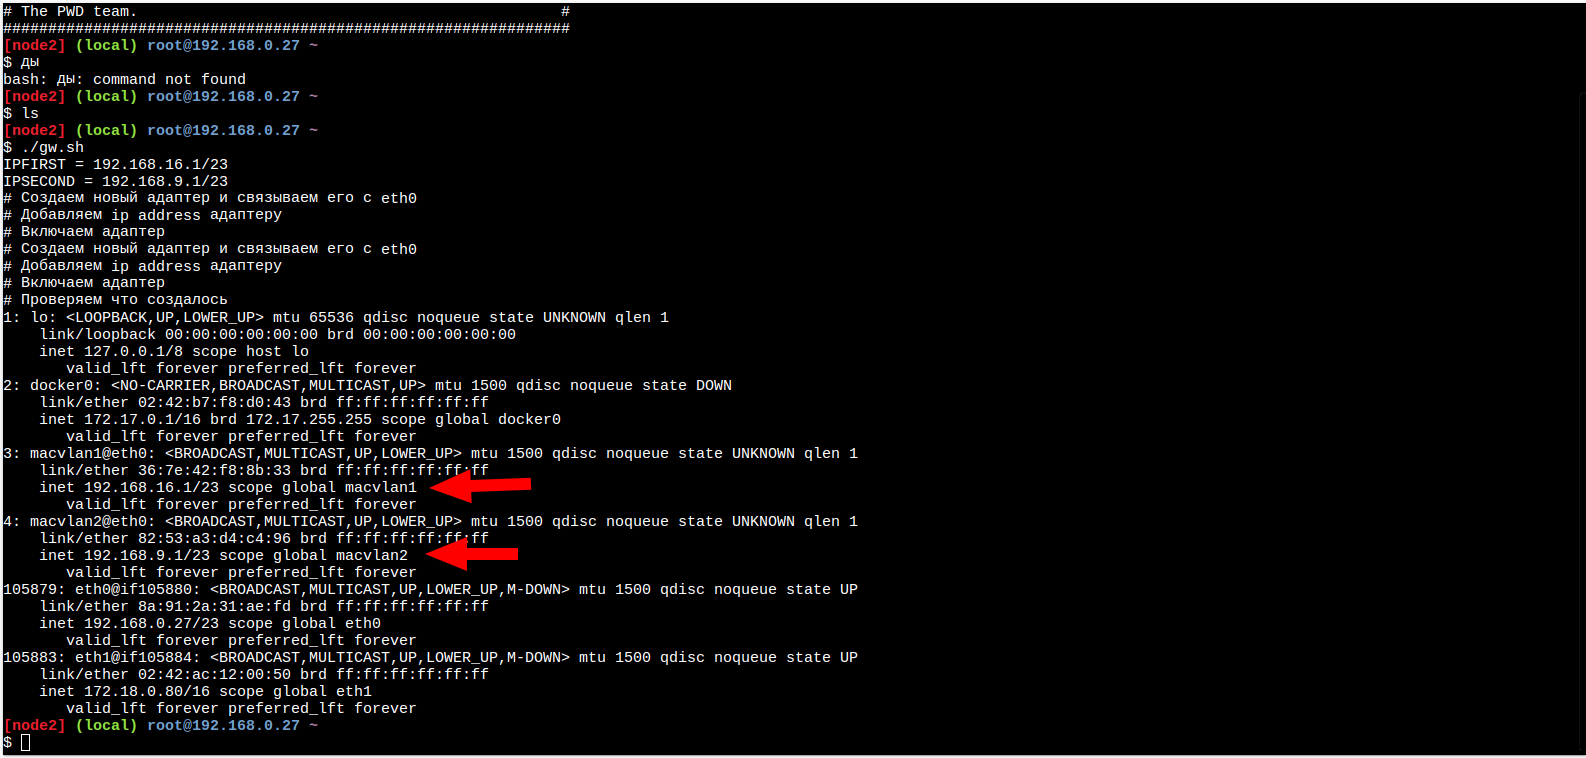 # The PWD team.                                               #
###############################################################
[node2] (local) root@192.168.0.27 ~
$ ды
bash: ды: command not found
[node2] (local) root@192.168.0.27 ~
$ ls
[node2] (local) root@192.168.0.27 ~
$ ./gw.sh
IPFIRST = 192.168.16.1/23
IPSECOND = 192.168.9.1/23
# Создаем новый адаптер и связываем его с eth0
# Добавляем ip address адаптеру
# Включаем адаптер
# Создаем новый адаптер и связываем его с eth0
# Добавляем ip address адаптеру
# Включаем адаптер
# Проверяем что создалось
1: lo: <LOOPBACK,UP,LOWER_UP> mtu 65536 qdisc noqueue state UNKNOWN qlen 1
    link/loopback 00:00:00:00:00:00 brd 00:00:00:00:00:00
    inet 127.0.0.1/8 scope host lo
       valid_lft forever preferred_lft forever
2: docker0: <NO-CARRIER,BROADCAST,MULTICAST,UP> mtu 1500 qdisc noqueue state DOWN
    link/ether 02:42:b7:f8:d0:43 brd ff:ff:ff:ff:ff:ff
    inet 172.17.0.1/16 brd 172.17.255.255 scope global docker0
       valid_lft forever preferred_lft forever
3: macvlan1@eth0: <BROADCAST,MULTICAST,UP,LOWER_UP> mtu 1500 qdisc noqueue state UNKNOWN qlen 1
    link/ether 36:7e:42:f8:8b:33 brd ff:ff:ff:ff:ff:ff
    inet 192.168.16.1/23 scope global macvlan1
       valid_lft forever preferred_lft forever
4: macvlan2@eth0: <BROADCAST,MULTICAST,UP,LOWER_UP> mtu 1500 qdisc noqueue state UNKNOWN qlen 1
    link/ether 82:53:a3:d4:c4:96 brd ff:ff:ff:ff:ff:ff
    inet 192.168.9.1/23 scope global macvlan2
       valid_lft forever preferred_lft forever
105879: eth0@if105880: <BROADCAST,MULTICAST,UP,LOWER_UP,M-DOWN> mtu 1500 qdisc noqueue state UP
    link/ether 8a:91:2a:31:ae:fd brd ff:ff:ff:ff:ff:ff
    inet 192.168.0.27/23 scope global eth0
       valid_lft forever preferred_lft forever
105883: eth1@if105884: <BROADCAST,MULTICAST,UP,LOWER_UP,M-DOWN> mtu 1500 qdisc noqueue state UP
    link/ether 02:42:ac:12:00:50 brd ff:ff:ff:ff:ff:ff
    inet 172.18.0.80/16 scope global eth1
       valid_lft forever preferred_lft forever
[node2] (local) root@192.168.0.27 ~
$